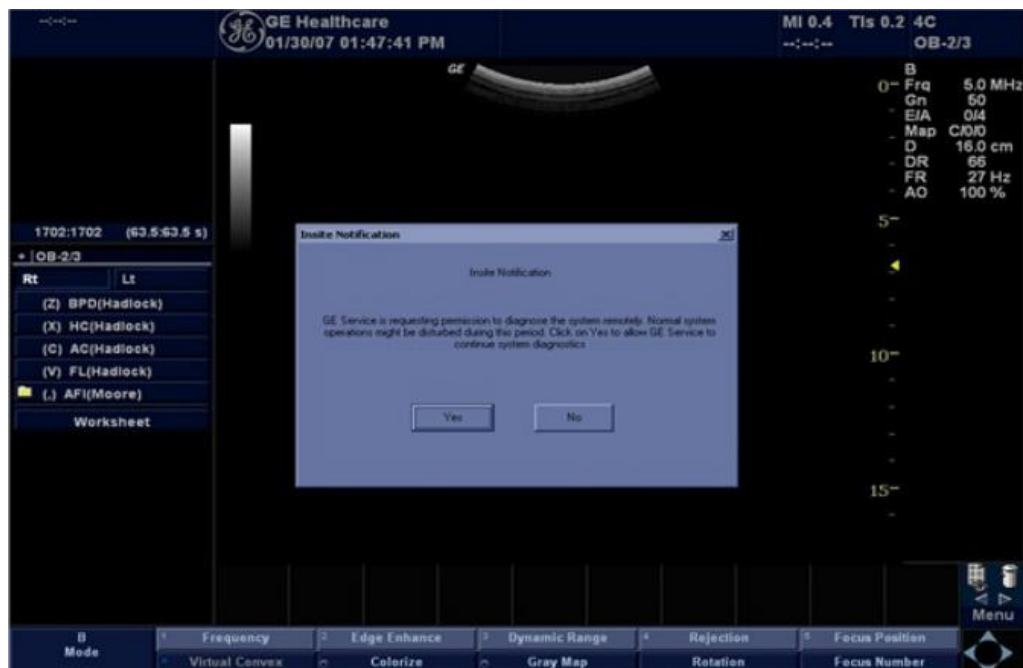 --:--:--
GE Healthcare
01/30/07 01:47:41 PM
MI 0.4 TIs 0.2 4C
--:--:-- OB-2/3
GE
B
Frq 5.0 MHz
Gn 50
E/A 0/4
Map C/0/0
D 16.0 cm
DR 66
FR 27 Hz
AO 100 %
0
5
10
15
1702:1702 (63.5:63.5 s)
OB-2/3
Rt Lt
(Z) BPD(Hadlock)
(X) HC(Hadlock)
(C) AC(Hadlock)
(V) FL(Hadlock)
(.) AFI(Moore)
Worksheet
Insite Notification
Insite Notification
GE Service is requesting permission to diagnose the system remotely. Normal system
operations might be disturbed during this period. Click on Yes to allow GE Service to
continue system diagnostics
Yes No
Menu
B
Mode
1 Frequency 2 Edge Enhance 3 Dynamic Range 4 Rejection 5 Focus Position
Virtual Convex Colorize Gray Map Rotation Focus Number